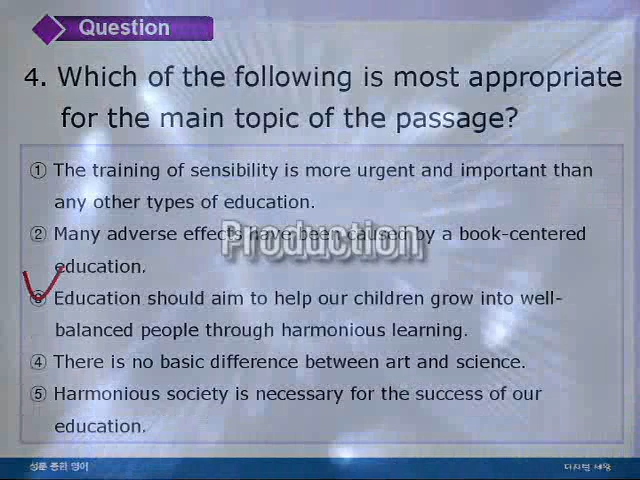 Question
4. Which of the following is most appropriate
for the main topic of the passage?
① The training of sensibility is more urgent and important than
any other types of education.
② Many adverse effects have been caused by a book-centered
education.
③ Education should aim to help our children grow into well-
balanced people through harmonious learning.
④ There is no basic difference between art and science.
⑤ Harmonious society is necessary for the success of our
education.
Production